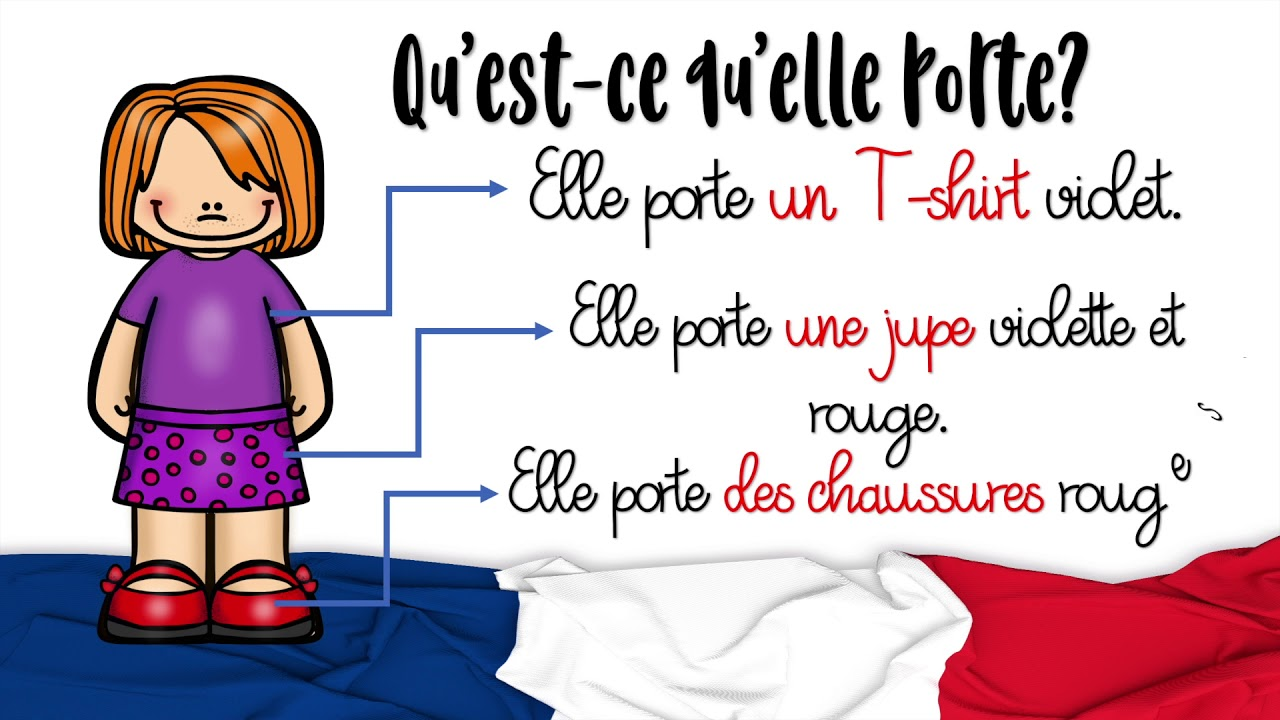 Qu'est-ce qu'elle porte?
Elle porte un T-shirt violet.
Elle porte une jupe violette et
rouge.
Elle porte des chaussures rouges